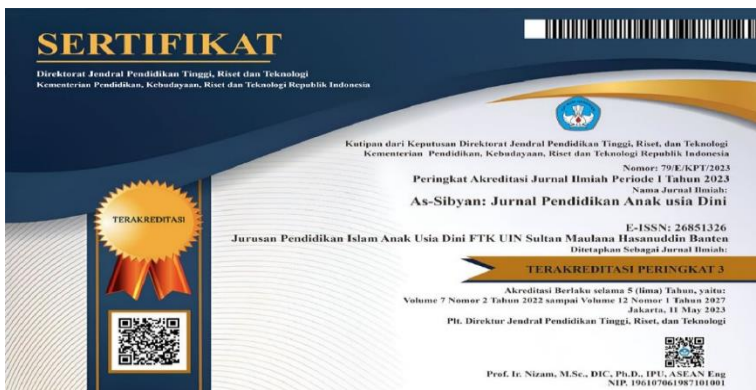 SERTIFIKAT
Direktorat Jendral Pendidikan Tinggi, Riset dan Teknologi
Kementerian Pendidikan, Kebudayaan, Riset dan Teknologi Republik Indonesia
Kutipan dari Keputusan Direktorat Jendral Pendidikan Tinggi, Riset, dan Teknologi
Kementerian Pendidikan, Kebudayaan, Riset dan Teknologi Republik Indonesia
Nomor: 79/E/KPT/2023
Peringkat Akreditasi Jurnal Ilmiah Periode I Tahun 2023
Nama Jurnal Ilmiah:
As-Sibyan: Jurnal Pendidikan Anak usia Dini
E-ISSN: 26851326
Jurusan Pendidikan Islam Anak Usia Dini FTK UIN Sultan Maulana Hasanuddin Banten
Ditetapkan Sebagai Jurnal Ilmiah:
TERAKREDITASI
TERAKREDITASI PERINGKAT 3
Akreditasi Berlaku selama 5 (lima) Tahun, yaitu:
Volume 7 Nomor 2 Tahun 2022 sampai Volume 12 Nomor 1 Tahun 2027
Jakarta, 11 May 2023
Plt. Direktur Jendral Pendidikan Tinggi, Riset, dan Teknologi
Prof. Ir. Nizam, M.Sc., DIC, Ph.D., IPU, ASEAN Eng
NIP. 196107061987101001